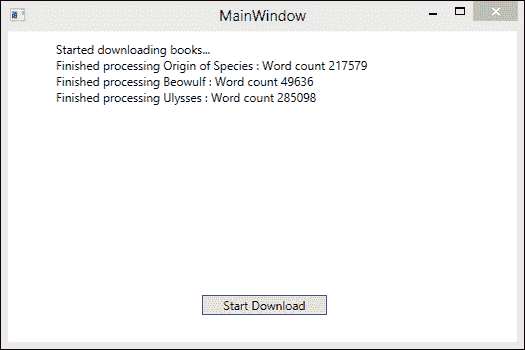 MainWindow
Started downloading books...
Finished processing Origin of Species : Word count 217579
Finished processing Beowulf : Word count 49636
Finished processing Ulysses : Word count 285098
Start Download